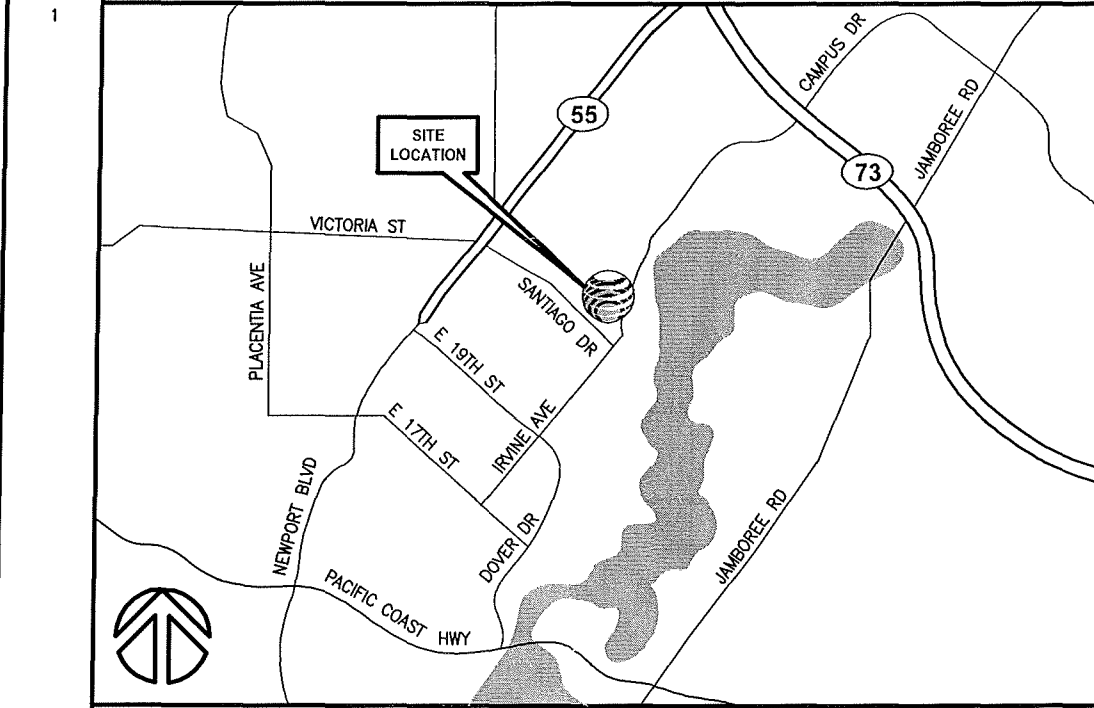 1
CAMPUS DR
55
JAMBOREE RD
SITE
LOCATION
73
VICTORIA ST
PLACENTIA AVE
SANTIAGO DR
E 19TH ST
E 17TH ST
IRVINE AVE
NEWPORT BLVD
DOVER DR
JAMBOREE RD
PACIFIC COAST HWY